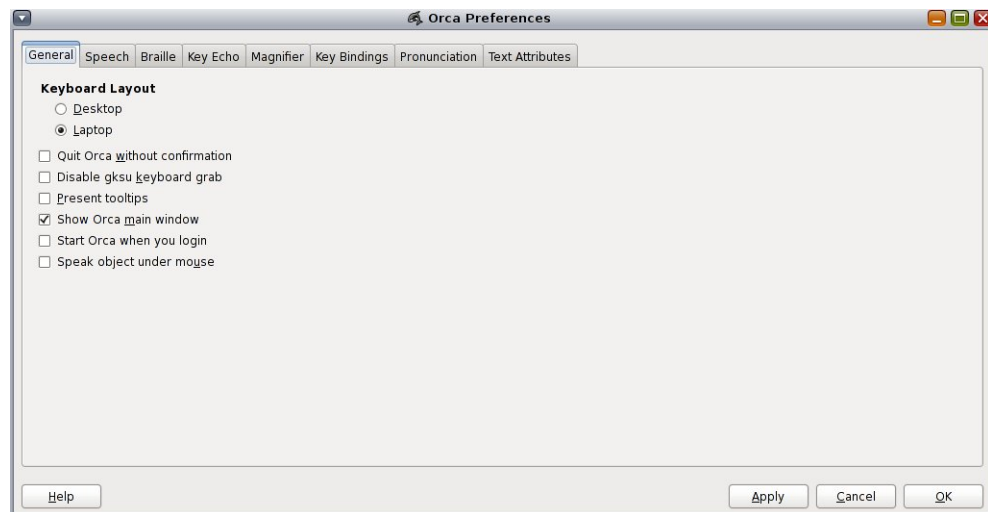 Orca Preferences
General Speech Braille Key Echo Magnifier Key Bindings Pronunciation Text Attributes
Keyboard Layout
Desktop
Laptop
Quit Orca without confirmation
Disable gksu keyboard grab
Present tooltips
Show Orca main window
Start Orca when you login
Speak object under mouse
Help Apply Cancel OK